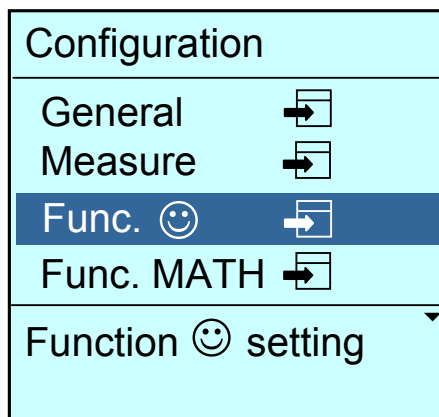 Configuration
General
Measure
Func. ☺
Func. MATH
Function ☺ setting